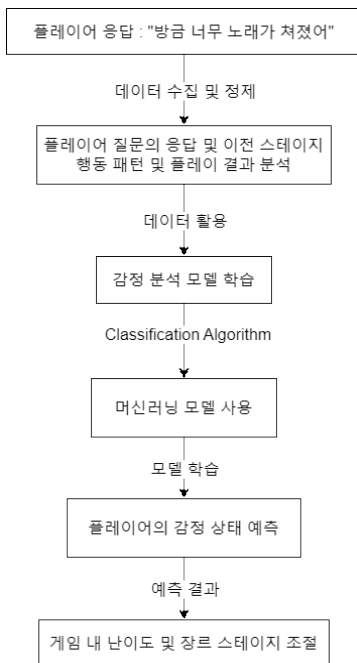 플레이어 응답 : "방금 너무 노래가 쳐졌어"
데이터 수집 및 정제
플레이어 질문의 응답 및 이전 스테이지
행동 패턴 및 플레이 결과 분석
데이터 활용
감정 분석 모델 학습
Classification Algorithm
머신러닝 모델 사용
모델 학습
플레이어의 감정 상태 예측
예측 결과
게임 내 난이도 및 장르 스테이지 조절